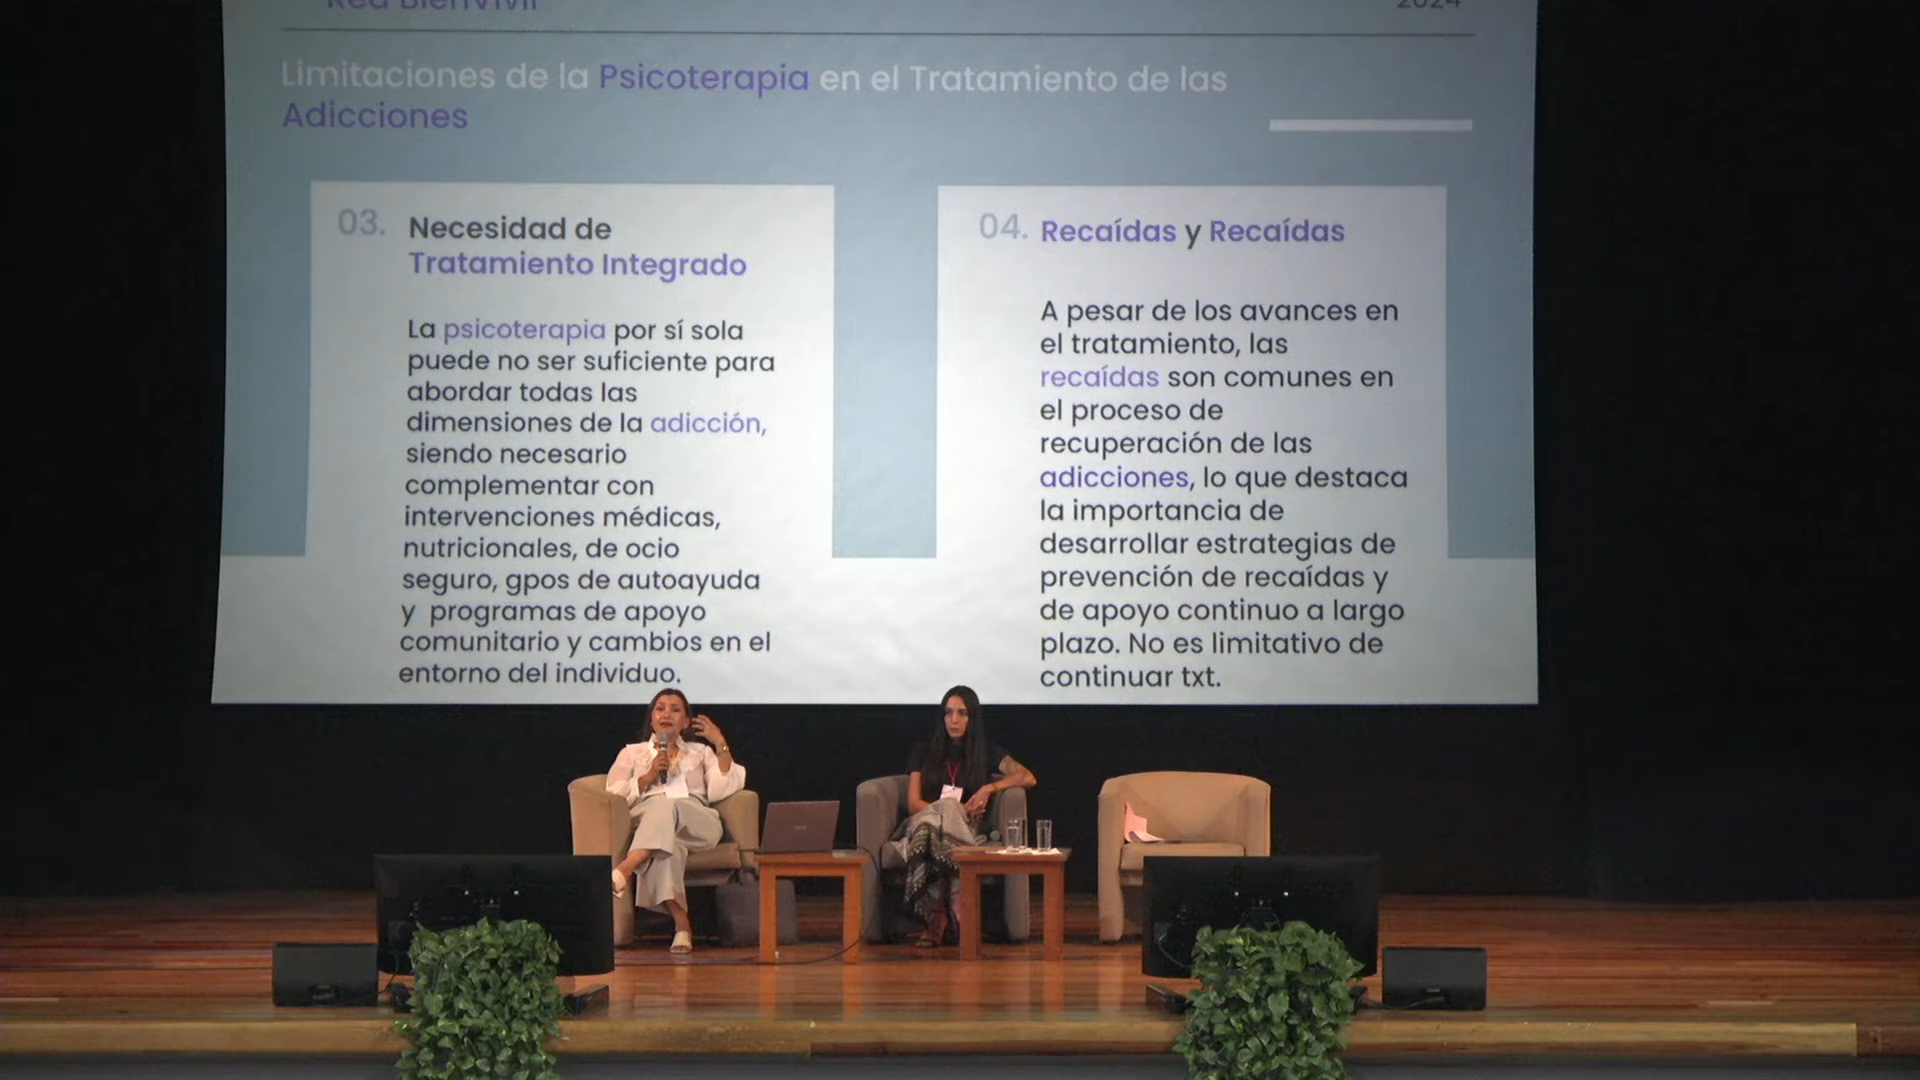 Red BienVivir
2024
Limitaciones de la Psicoterapia en el Tratamiento de las
Adicciones
03.
Necesidad de
Tratamiento Integrado
La psicoterapia por sí sola
puede no ser suficiente para
abordar todas las
dimensiones de la adicción,
siendo necesario
complementar con
intervenciones médicas,
nutricionales, de ocio
seguro, gpos de autoayuda
y programas de apoyo
comunitario y cambios en el
entorno del individuo.
04.
Recaídas y Recaídas
A pesar de los avances en
el tratamiento, las
recaídas son comunes en
el proceso de
recuperación de las
adicciones, lo que destaca
la importancia de
desarrollar estrategias de
prevención de recaídas y
de apoyo continuo a largo
plazo. No es limitativo de
continuar txt.